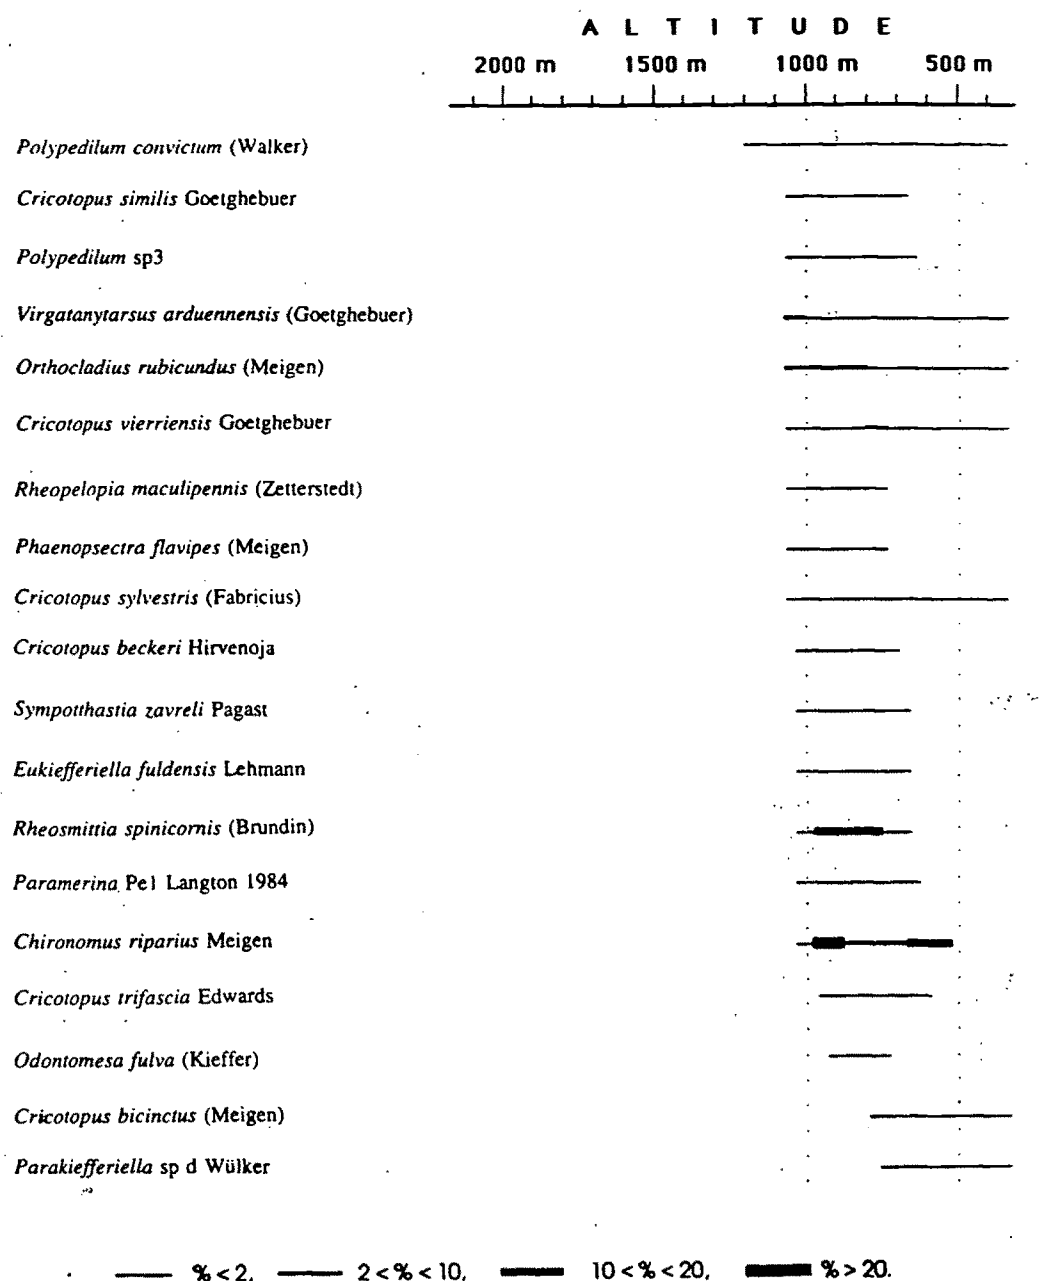 A L T I T U D E
2000 m 1500 m 1000 m 500 m
Polypedilum convictum (Walker)
Cricotopus similis Goetghebuer
Polypedilum sp3
Virgatanytarsus arduennensis (Goetghebuer)
Orthocladius rubicundus (Meigen)
Cricotopus vierriensis Goetghebuer
Rheopelopia maculipennis (Zetterstedt)
Phaenopsectra flavipes (Meigen)
Cricotopus sylvestris (Fabricius)
Cricotopus beckeri Hirvenoja
Sympotthastia zavreli Pagast
Eukiefferiella fuldensis Lehmann
Rheosmittia spinicornis (Brundin)
Paramerina Pe1 Langton 1984
Chironomus riparius Meigen
Cricotopus trifascia Edwards
Odontomesa fulva (Kieffer)
Cricotopus bicinctus (Meigen)
Parakiefferiella sp d Wülker
% < 2, 2 < % < 10, 10 < % < 20, % > 20.